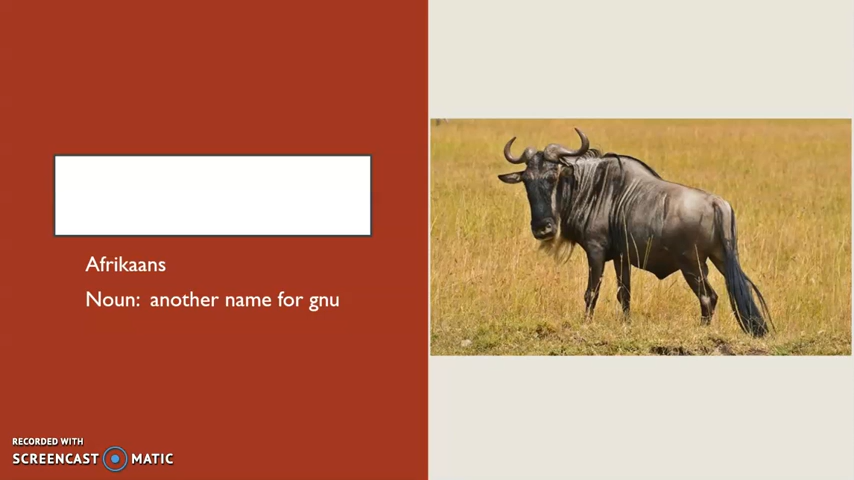 Afrikaans
Noun: another name for gnu
RECORDED WITH
SCREENCAST MATIC